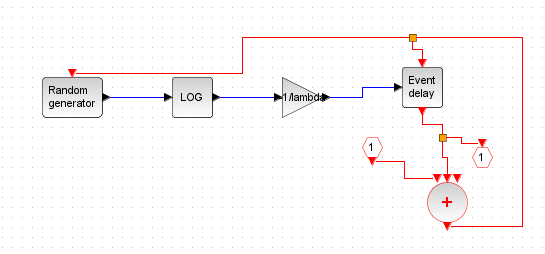 Random
generator
LOG
1/lambda
Event
delay
1
1
+